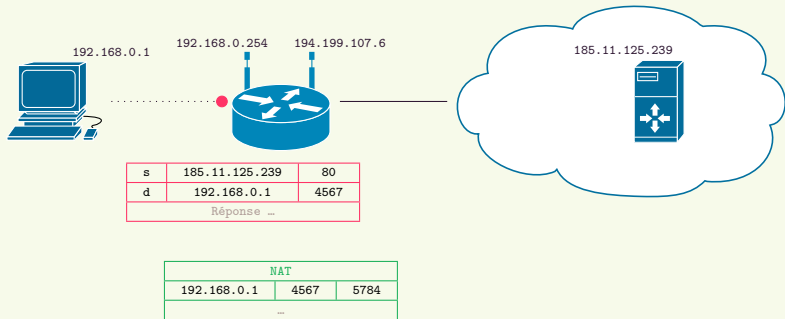 192.168.0.1 192.168.0.254 194.199.107.6 185.11.125.239
s 185.11.125.239 80
d 192.168.0.1 4567
Réponse …
NAT
192.168.0.1 4567 5784
…